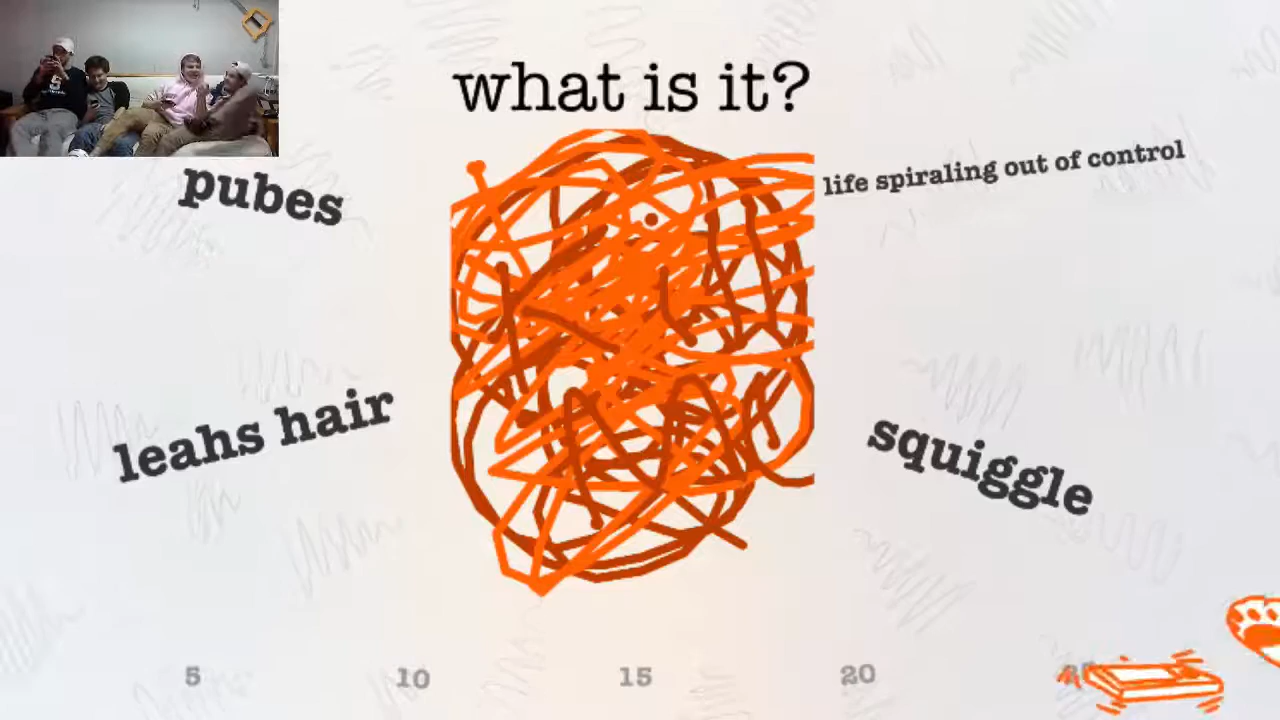 what is it?
pubes
life spiraling out of control
leahs hair
squiggle
5 10 15 20